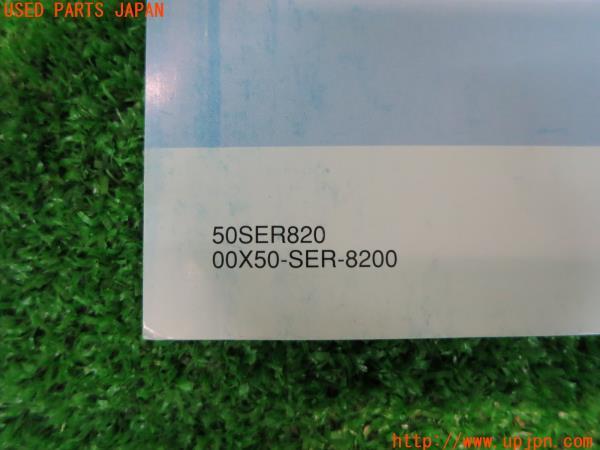 USED PARTS JAPAN
50SER820
00X50-SER-8200
http://www.upjpn.com/